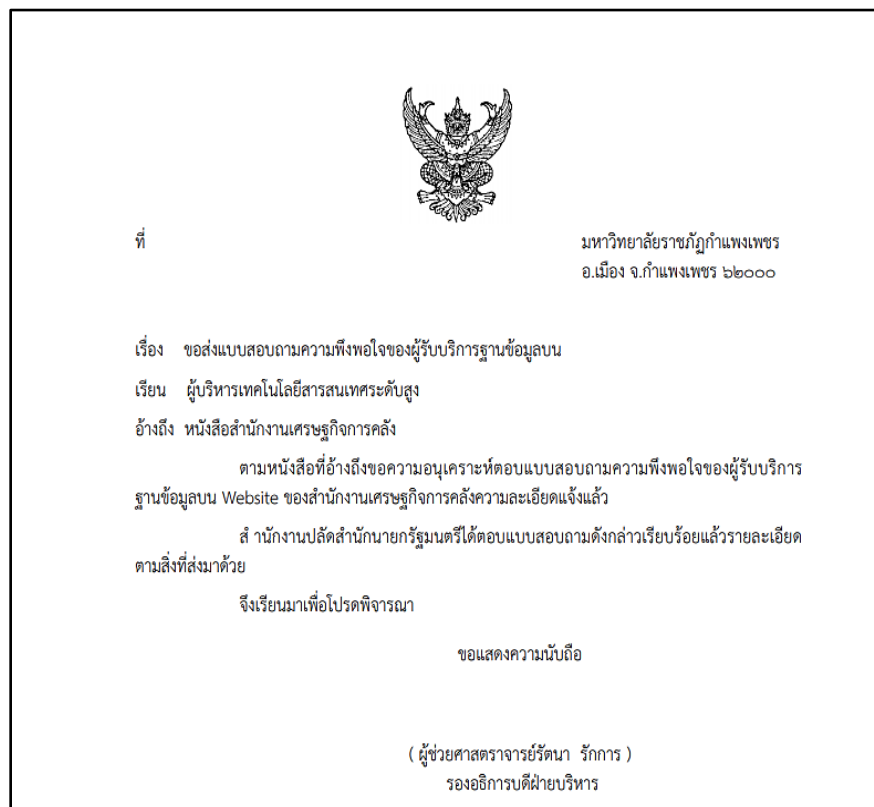 ที่ มหาวิทยาลัยราชภัฏกำแพงเพชร
อ.เมือง จ.กำแพงเพชร ๖๒๐๐๐
เรื่อง ขอส่งแบบสอบถามความพึงพอใจของผู้รับบริการฐานข้อมูลบน
เรียน ผู้บริหารเทคโนโลยีสารสนเทศระดับสูง
อ้างถึง หนังสือสำนักงานเศรษฐกิจการคลัง
ตามหนังสือที่อ้างถึงขอความอนุเคราะห์ตอบแบบสอบถามความพึงพอใจของผู้รับบริการ
ฐานข้อมูลบน Website ของสำนักงานเศรษฐกิจการคลังความละเอียดแจ้งแล้ว
สำ นักงานปลัดสำนักนายกรัฐมนตรีได้ตอบแบบสอบถามดังกล่าวเรียบร้อยแล้วรายละเอียด
ตามสิ่งที่ส่งมาด้วย
จึงเรียนมาเพื่อโปรดพิจารณา
ขอแสดงความนับถือ
( ผู้ช่วยศาสตราจารย์รัตนา รักการ )
รองอธิการบดีฝ่ายบริหาร